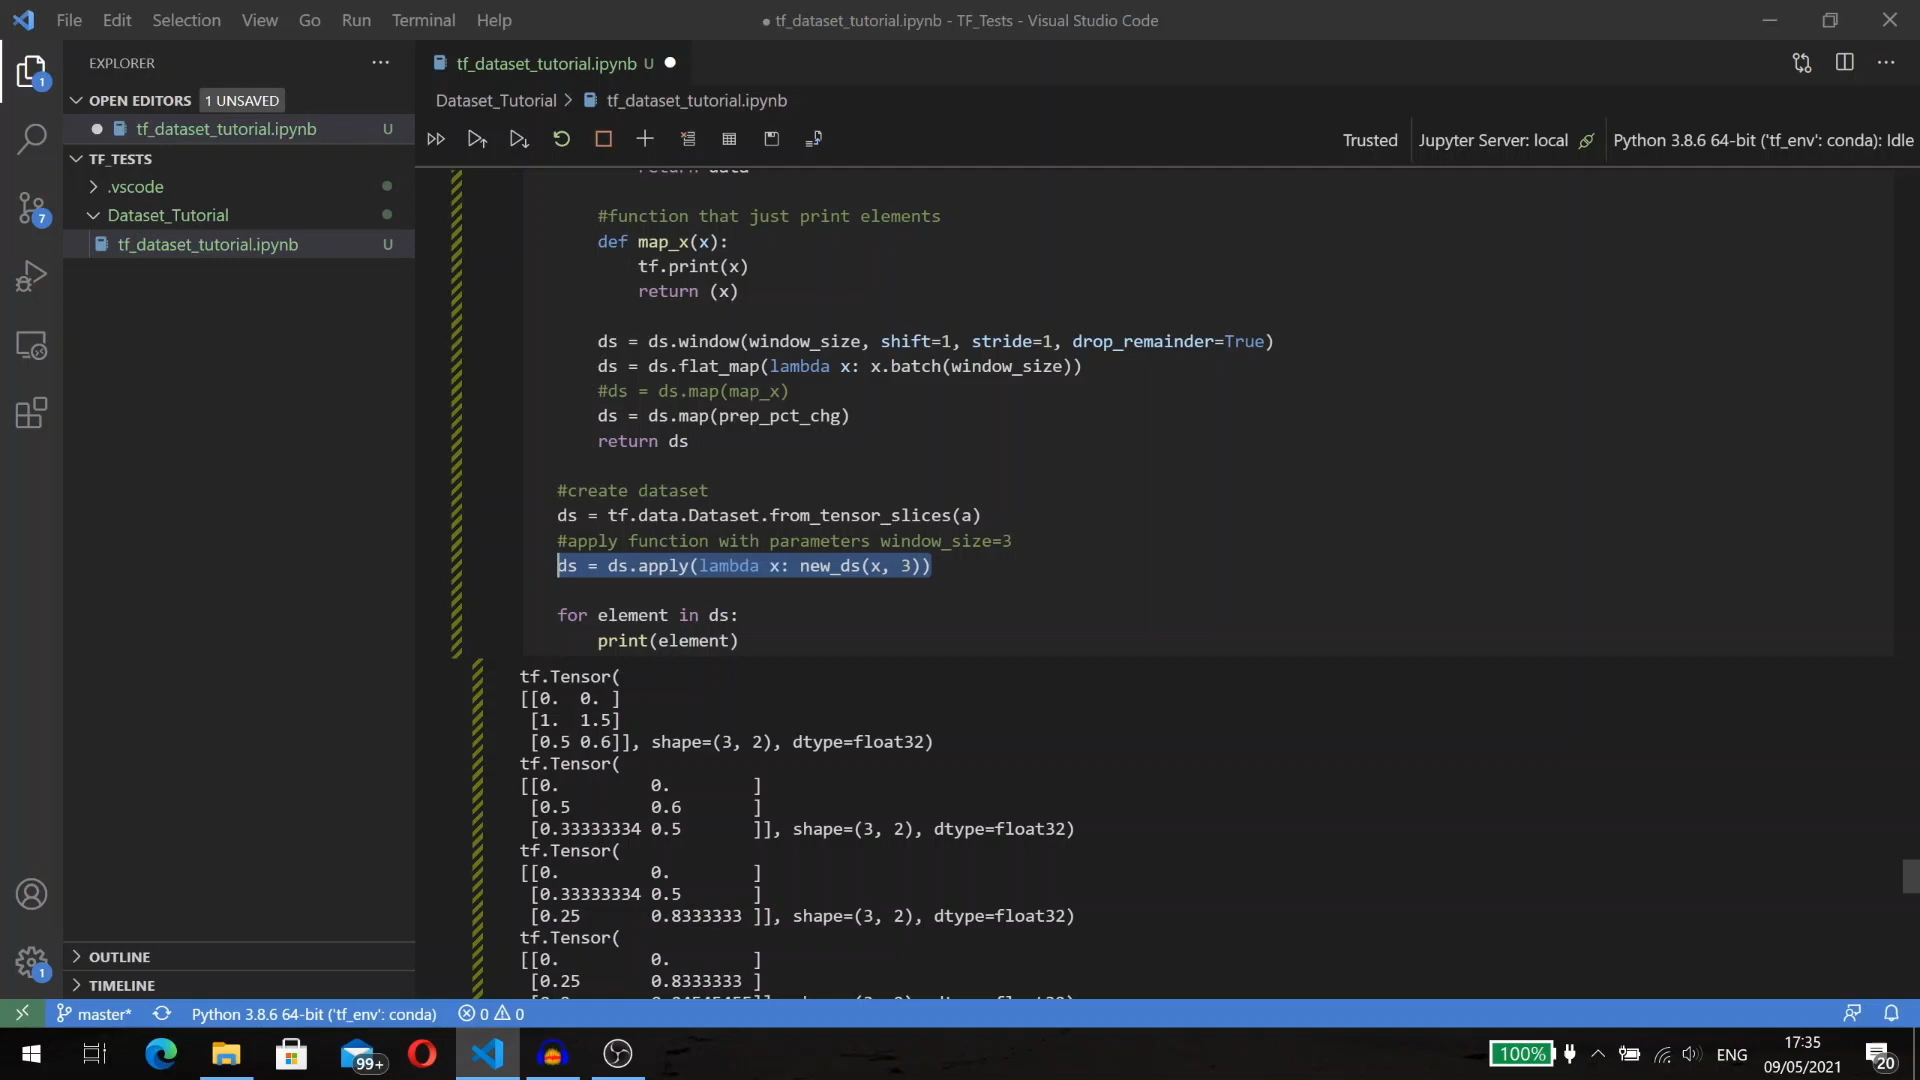 File Edit Selection View Go Run Terminal Help
● tf_dataset_tutorial.ipynb - TF_Tests - Visual Studio Code
EXPLORER
OPEN EDITORS 1 UNSAVED
tf_dataset_tutorial.ipynb U
TF_TESTS
.vscode
Dataset_Tutorial
tf_dataset_tutorial.ipynb U
OUTLINE
TIMELINE
1
7
1
tf_dataset_tutorial.ipynb U
Dataset_Tutorial > tf_dataset_tutorial.ipynb
Trusted Jupyter Server: local Python 3.8.6 64-bit ('tf_env': conda): Idle
return data
#function that just print elements
def map_x(x):
tf.print(x)
return (x)
ds = ds.window(window_size, shift=1, stride=1, drop_remainder=True)
ds = ds.flat_map(lambda x: x.batch(window_size))
#ds = ds.map(map_x)
ds = ds.map(prep_pct_chg)
return ds
#create dataset
ds = tf.data.Dataset.from_tensor_slices(a)
#apply function with parameters window_size=3
ds = ds.apply(lambda x: new_ds(x, 3))
for element in ds:
print(element)
tf.Tensor(
[[0. 0. ]
[1. 1.5]
[0.5 0.6]], shape=(3, 2), dtype=float32)
tf.Tensor(
[[0. 0. ]
[0.5 0.6 ]
[0.33333334 0.5 ]], shape=(3, 2), dtype=float32)
tf.Tensor(
[[0. 0. ]
[0.33333334 0.5 ]
[0.25 0.8333333 ]], shape=(3, 2), dtype=float32)
tf.Tensor(
[[0. 0. ]
[0.25 0.8333333 ]
master* Python 3.8.6 64-bit ('tf_env': conda) 0 0
99+
100% ENG 17:35
09/05/2021
20